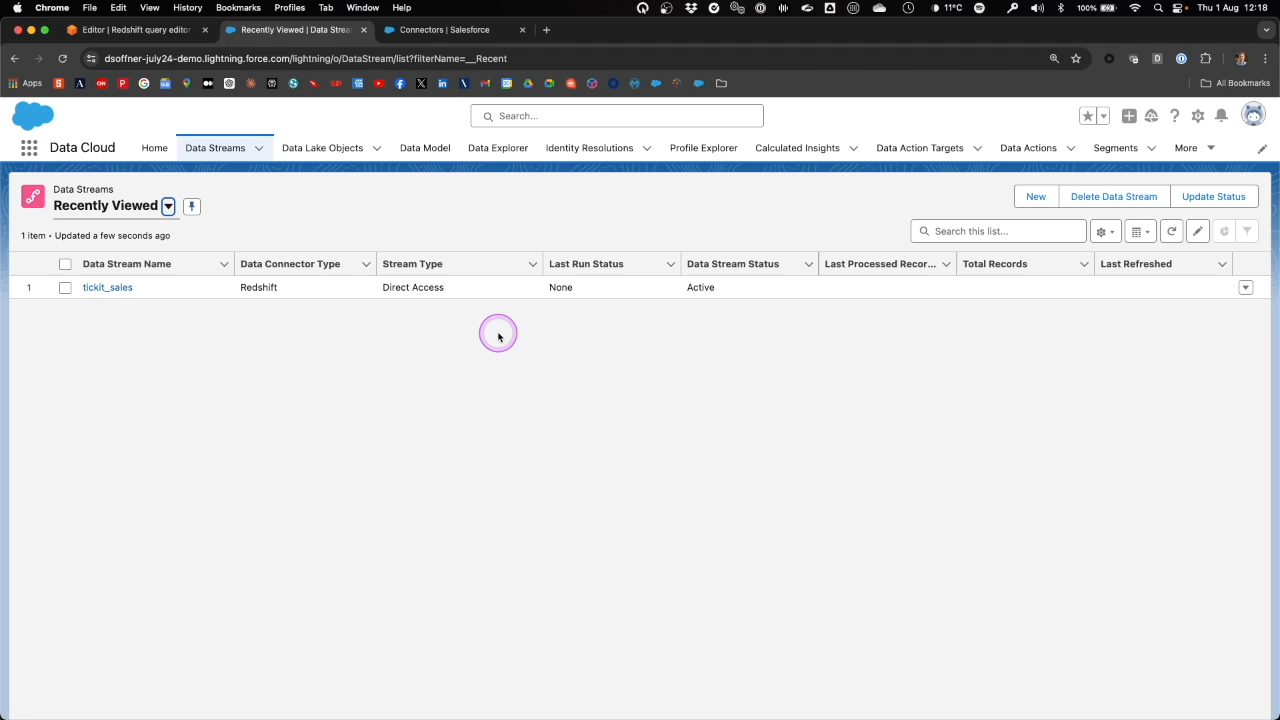 Chrome File Edit View History Bookmarks Profiles Tab Window Help 11°C 100% Thu 1 Aug 12:18
Editor | Redshift query editor Recently Viewed | Data Strea Connectors | Salesforce
dsoffner-july24-demo.lightning.force.com/lightning/o/DataStream/list?filterName=__Recent
Apps All Bookmarks
Search...
Data Cloud Home Data Streams Data Lake Objects Data Model Data Explorer Identity Resolutions Profile Explorer Calculated Insights Data Action Targets Data Actions Segments More
Data Streams
Recently Viewed
New Delete Data Stream Update Status
1 item • Updated a few seconds ago
Search this list...
Data Stream Name Data Connector Type Stream Type Last Run Status Data Stream Status Last Processed Recor... Total Records Last Refreshed
1 tickit_sales Redshift Direct Access None Active